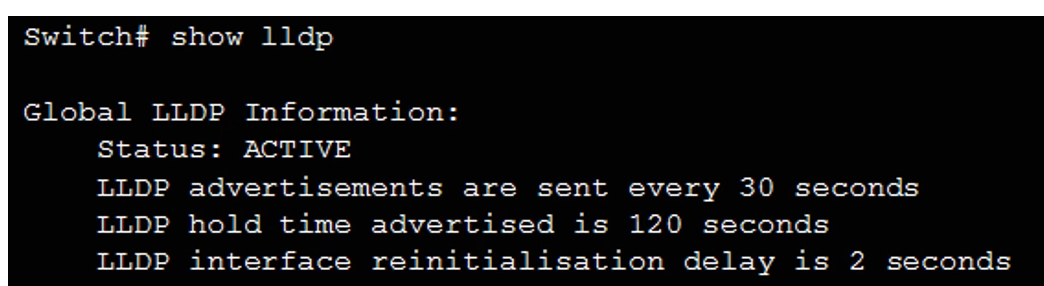 Switch# show lldp
Global LLDP Information:
Status: ACTIVE
LLDP advertisements are sent every 30 seconds
LLDP hold time advertised is 120 seconds
LLDP interface reinitialisation delay is 2 seconds